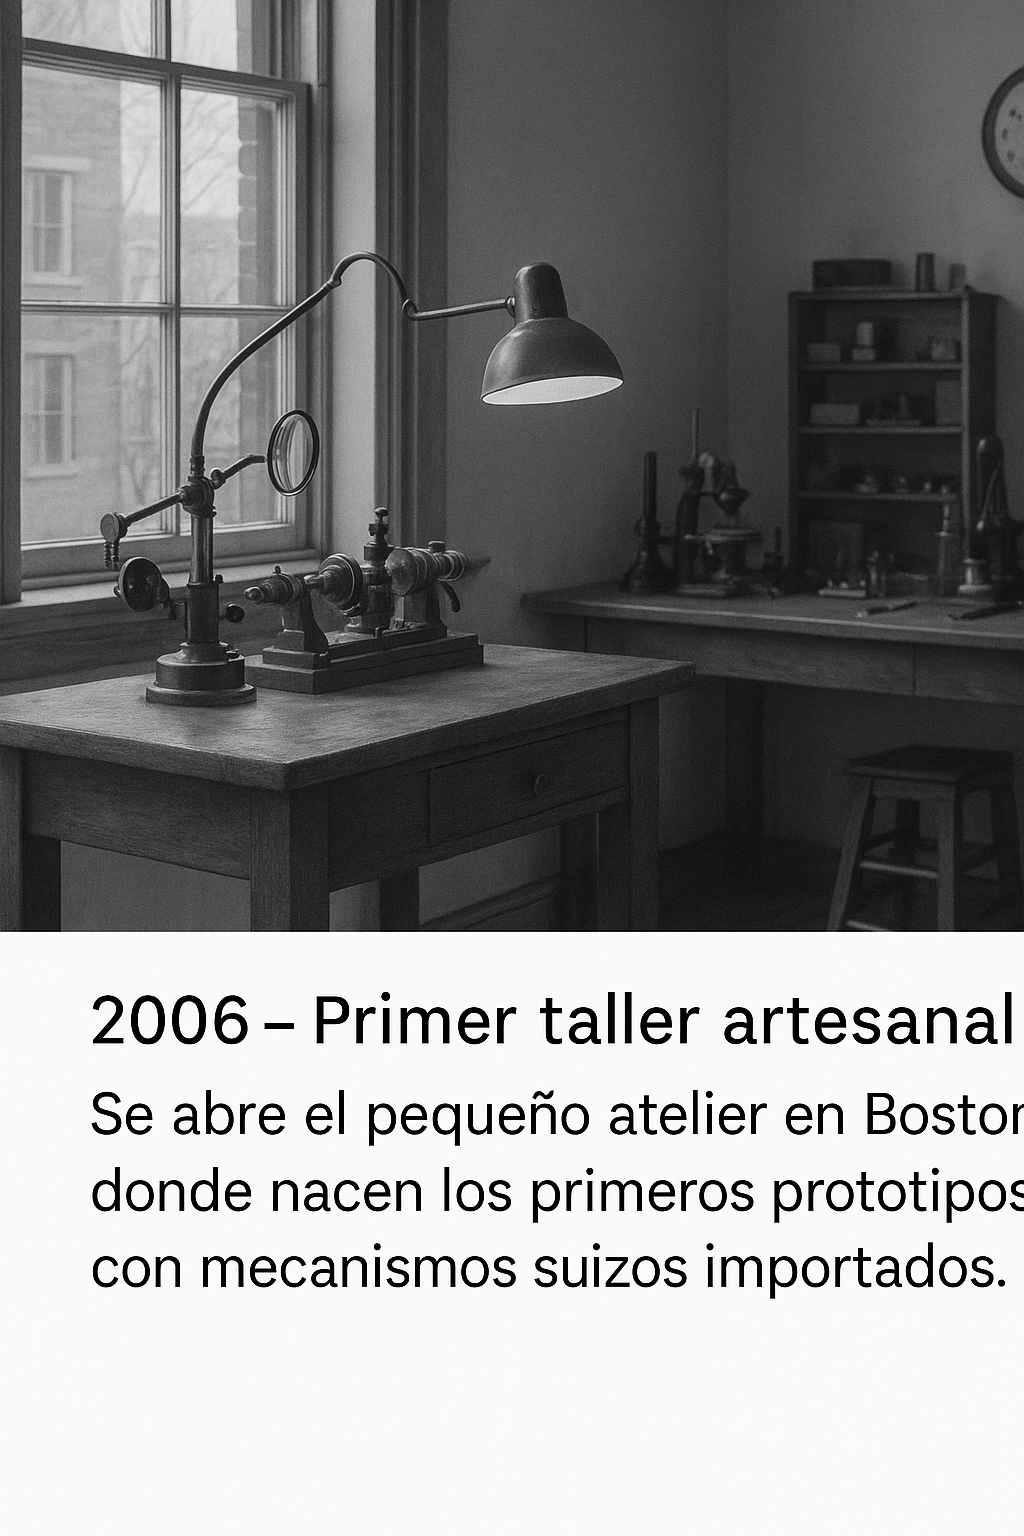 2006 – Primer taller artesanal
Se abre el pequeño atelier en Boston
donde nacen los primeros prototipos
con mecanismos suizos importados.